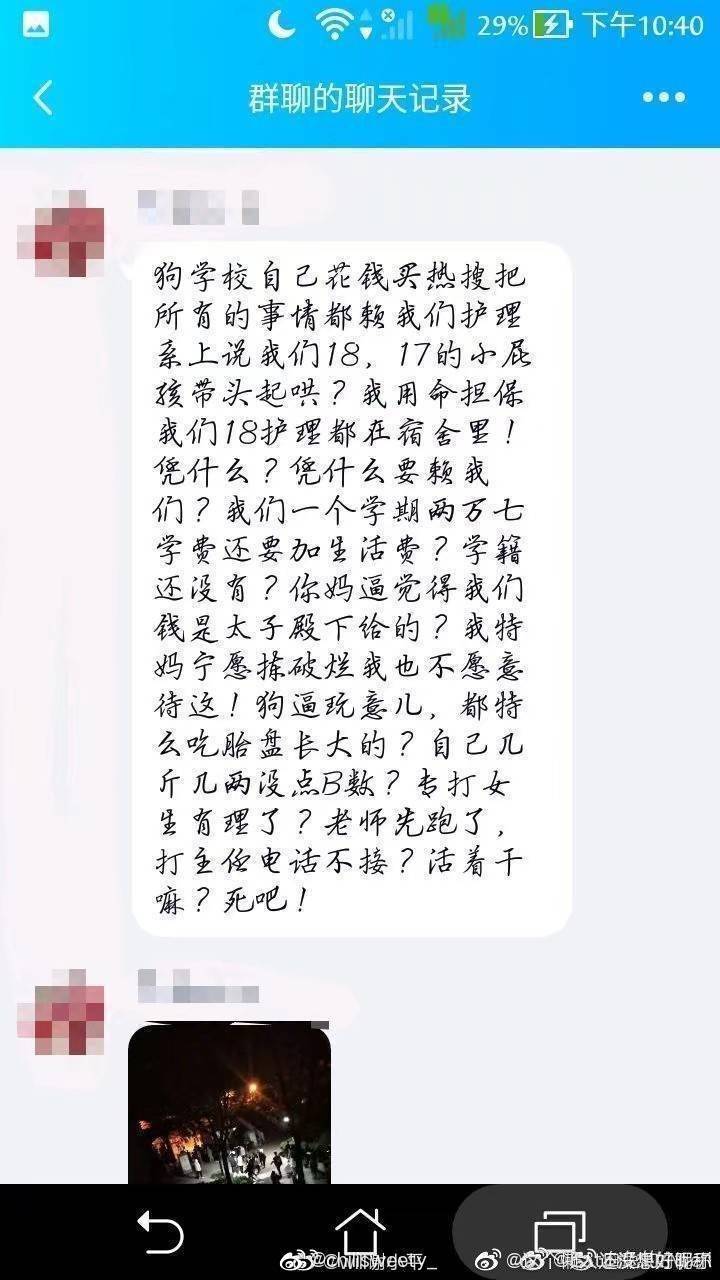 29% 下午10:40
群聊的聊天记录
狗学校自己花钱买热搜把
所有的事情都赖我们护理
系上说我们18，17的小屁
孩带头起哄？我用命担保
我们18护理都在宿舍里！
凭什么？凭什么要赖我
们？我们一个学期两万七
学费还要加生活费？学籍
还没有？你妈逼觉得我们
钱是太子殿下给的？我特
妈宁愿拣破烂我也不愿意
待这！狗逼玩意儿，都特
么吃胎盘长大的？自己几
斤几两没点B数？专打女
生有理了？老师先跑了，
打主任电话不接？活着干
嘛？死吧！